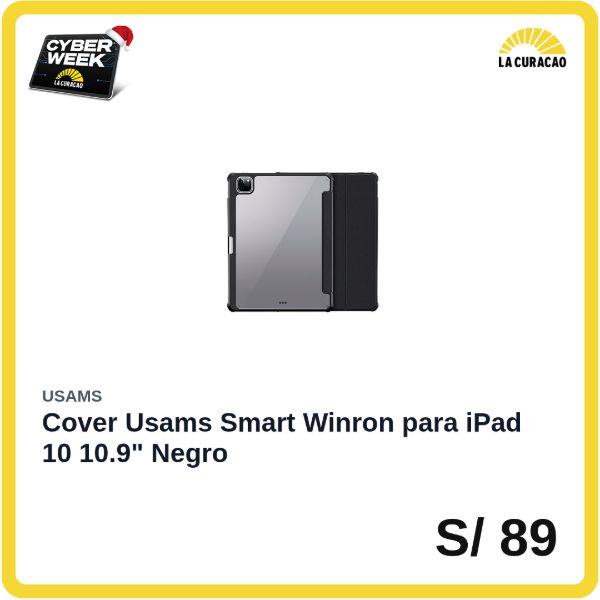 CYBER
WEEK
LA CURACAO
LA CURACAO
USAMS
Cover Usams Smart Winron para iPad
10 10.9" Negro
S/ 89